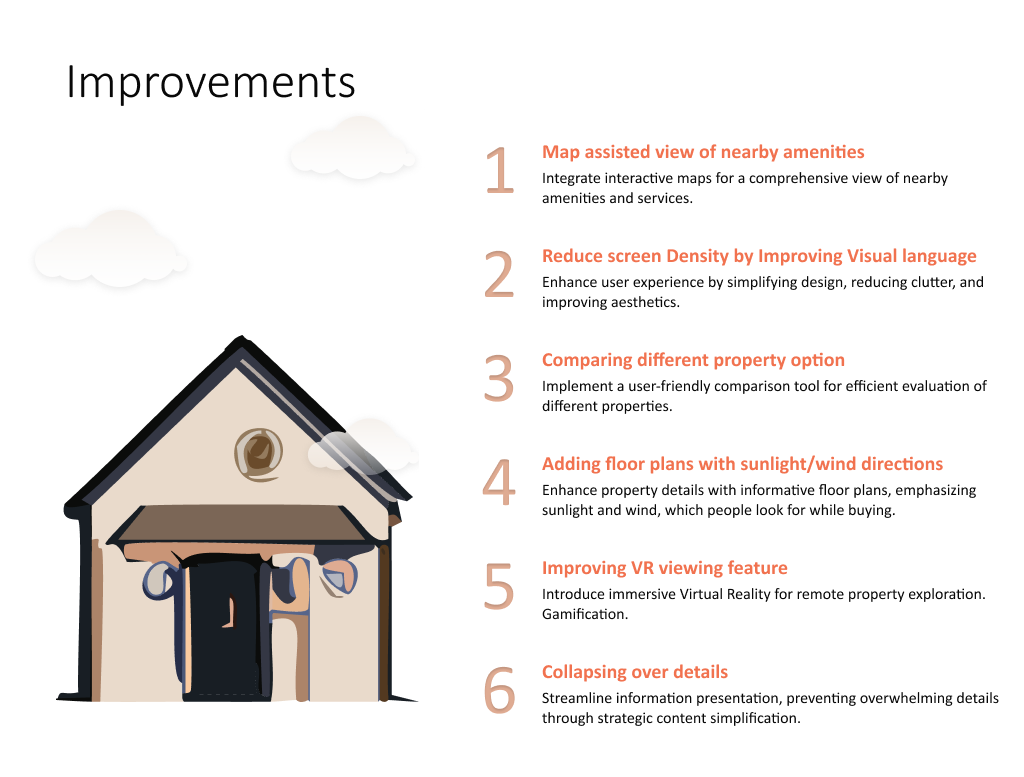 Improvements
1
Map assisted view of nearby amenities
Integrate interactive maps for a comprehensive view of nearby
amenities and services.
2
Reduce screen Density by Improving Visual language
Enhance user experience by simplifying design, reducing clutter, and
improving aesthetics.
3
Comparing different property option
Implement a user-friendly comparison tool for efficient evaluation of
different properties.
4
Adding floor plans with sunlight/wind directions
Enhance property details with informative floor plans, emphasizing
sunlight and wind, which people look for while buying.
5
Improving VR viewing feature
Introduce immersive Virtual Reality for remote property exploration.
Gamification.
6
Collapsing over details
Streamline information presentation, preventing overwhelming details
through strategic content simplification.